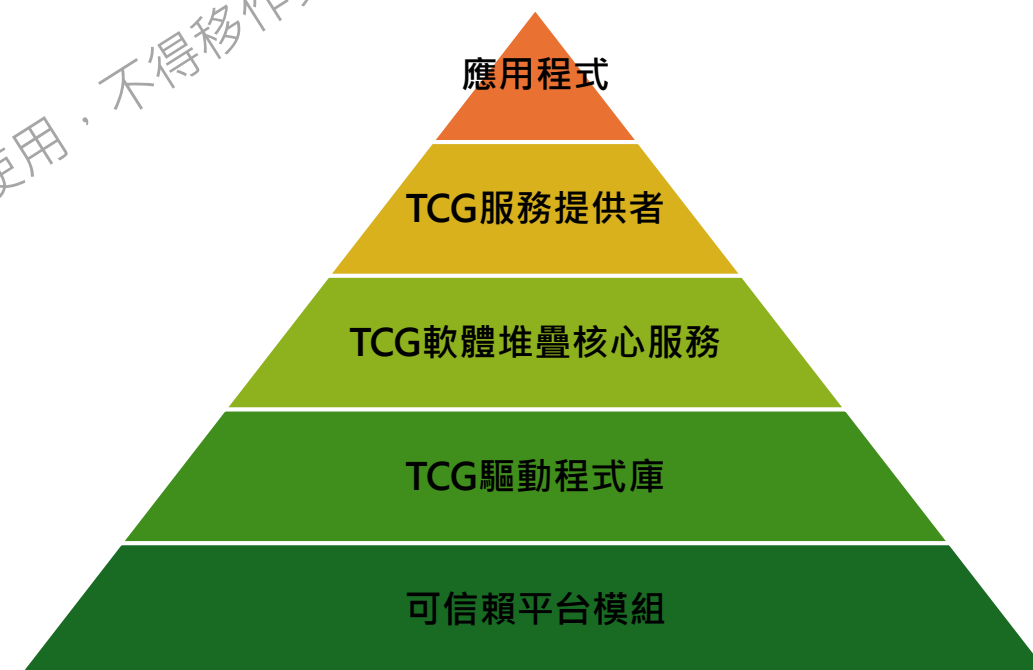 使用，不得移作
應用程式
TCG服務提供者
TCG軟體堆疊核心服務
TCG驅動程式庫
可信賴平台模組